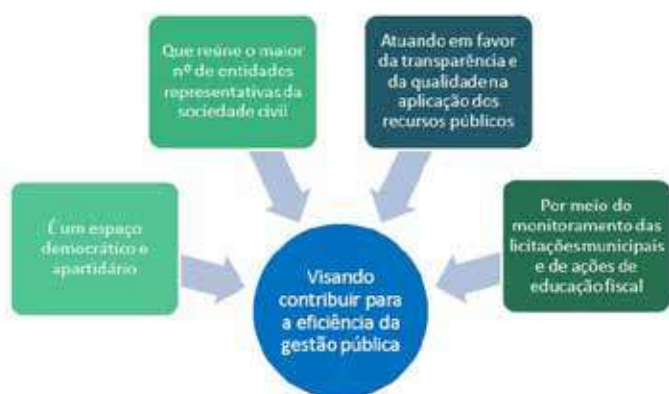 É um espaço
democrático e
apartidário
Que reúne o maior
nº de entidades
representativas da
sociedade civil
Atuando em favor
da transparência e
da qualidade na
aplicação dos
recursos públicos
Por meio do
monitoramento das
licitações municipais
e de ações de
educação fiscal
Visando
contribuir para
a eficiência da
gestão pública